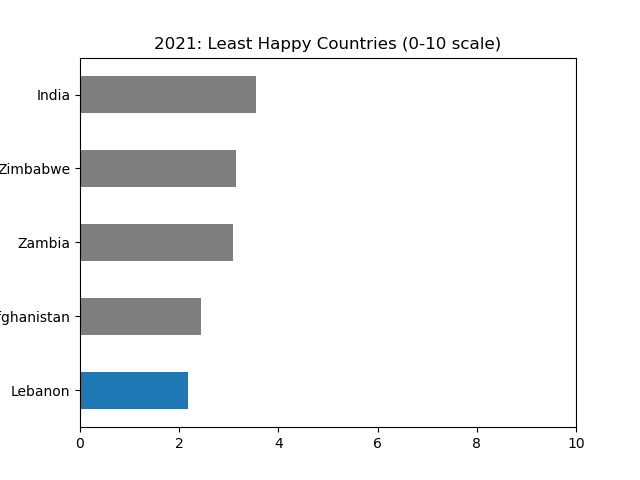 2021: Least Happy Countries (0-10 scale)
India
Zimbabwe
Zambia
fghanistan
Lebanon
0 2 4 6 8 10